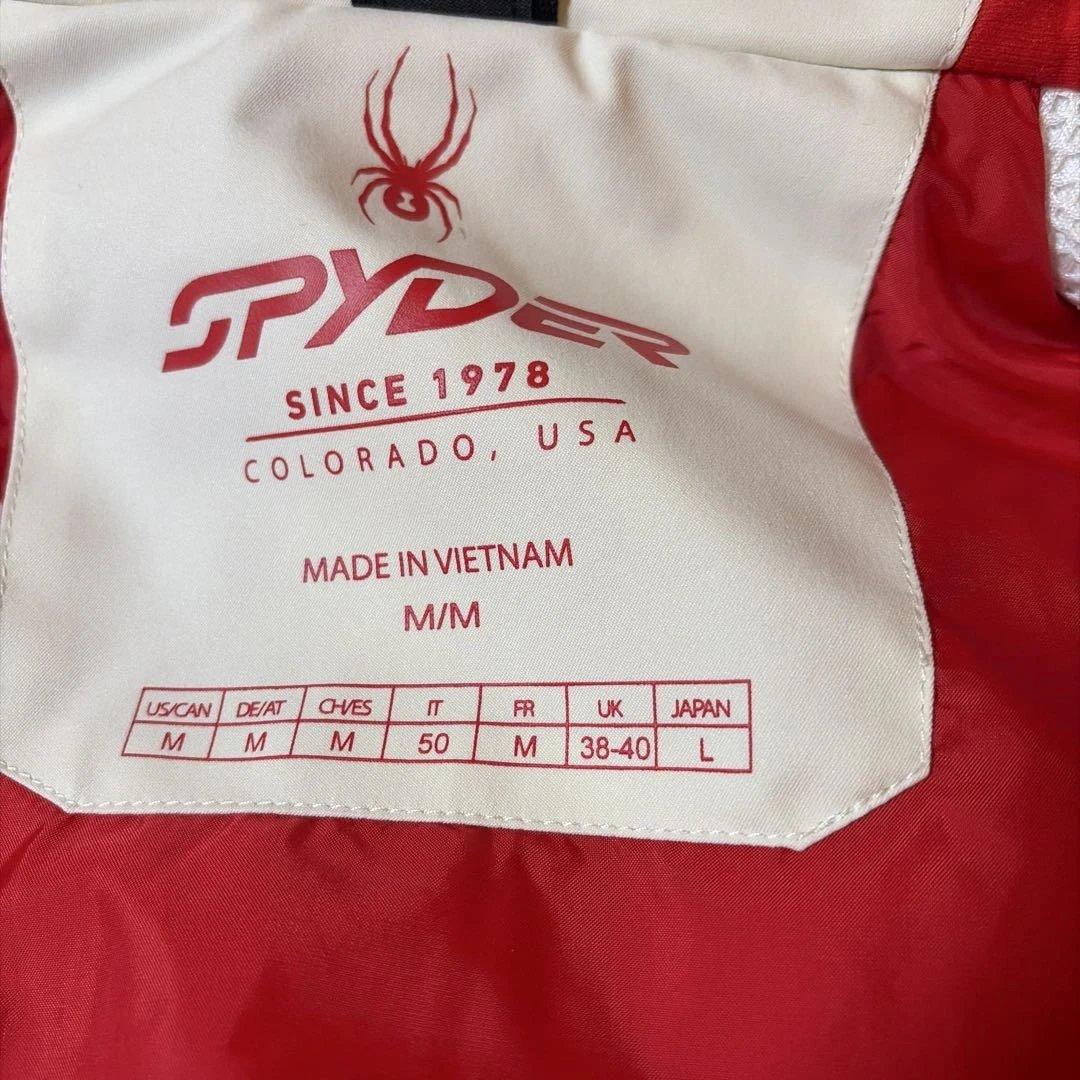 SPYDER
SINCE 1978
COLORADO, USA
MADE IN VIETNAM
M/M
US/CAN DE/AT CH/ES IT FR UK JAPAN
M M M 50 M 38-40 L